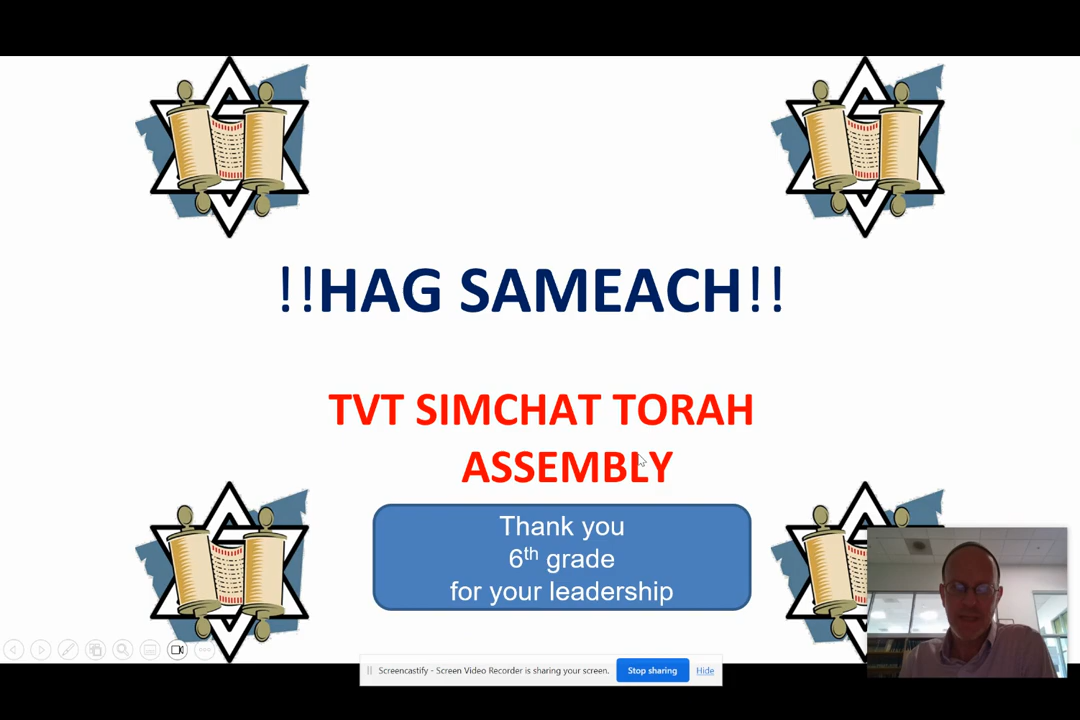 !!HAG SAMEACH!!
TVT SIMCHAT TORAH
ASSEMBLY
Thank you
6th grade
for your leadership
Screencastify - Screen Video Recorder is sharing your screen. Stop sharing Hide